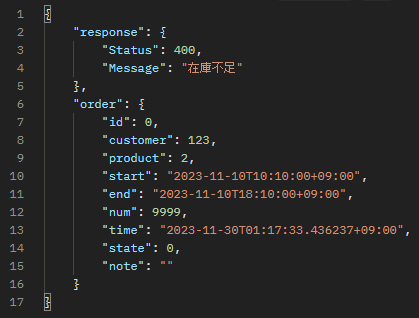 1 {
2     "response": {
3         "Status": 400,
4         "Message": "在庫不足"
5     },
6     "order": {
7         "id": 0,
8         "customer": 123,
9         "product": 2,
10         "start": "2023-11-10T10:10:00+09:00",
11         "end": "2023-11-10T18:10:00+09:00",
12         "num": 9999,
13         "time": "2023-11-30T01:17:33.436237+09:00",
14         "state": 0,
15         "note": ""
16     }
17 }